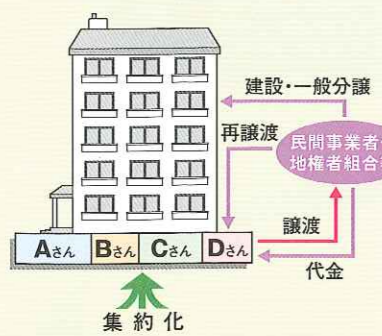 建設・一般分譲
再譲渡
民間事業者
地権者組合
Aさん Bさん Cさん Dさん
譲渡
代金
集約化